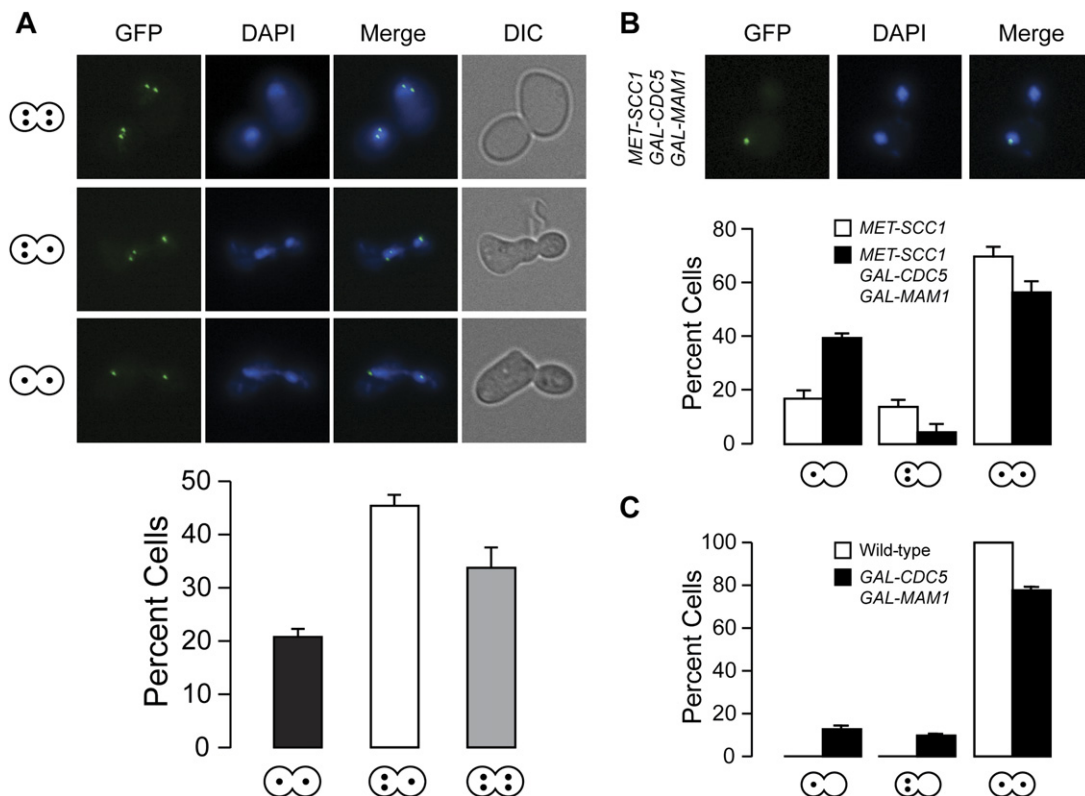 A
GFP DAPI Merge DIC
Percent Cells
50
40
30
20
10
0
B
GFP DAPI Merge
MET-SCC1
GAL-CDC5
GAL-MAM1
Percent Cells
80
60
40
20
0
MET-SCC1
MET-SCC1
GAL-CDC5
GAL-MAM1
C
Percent Cells
100
80
60
40
20
0
Wild-type
GAL-CDC5
GAL-MAM1